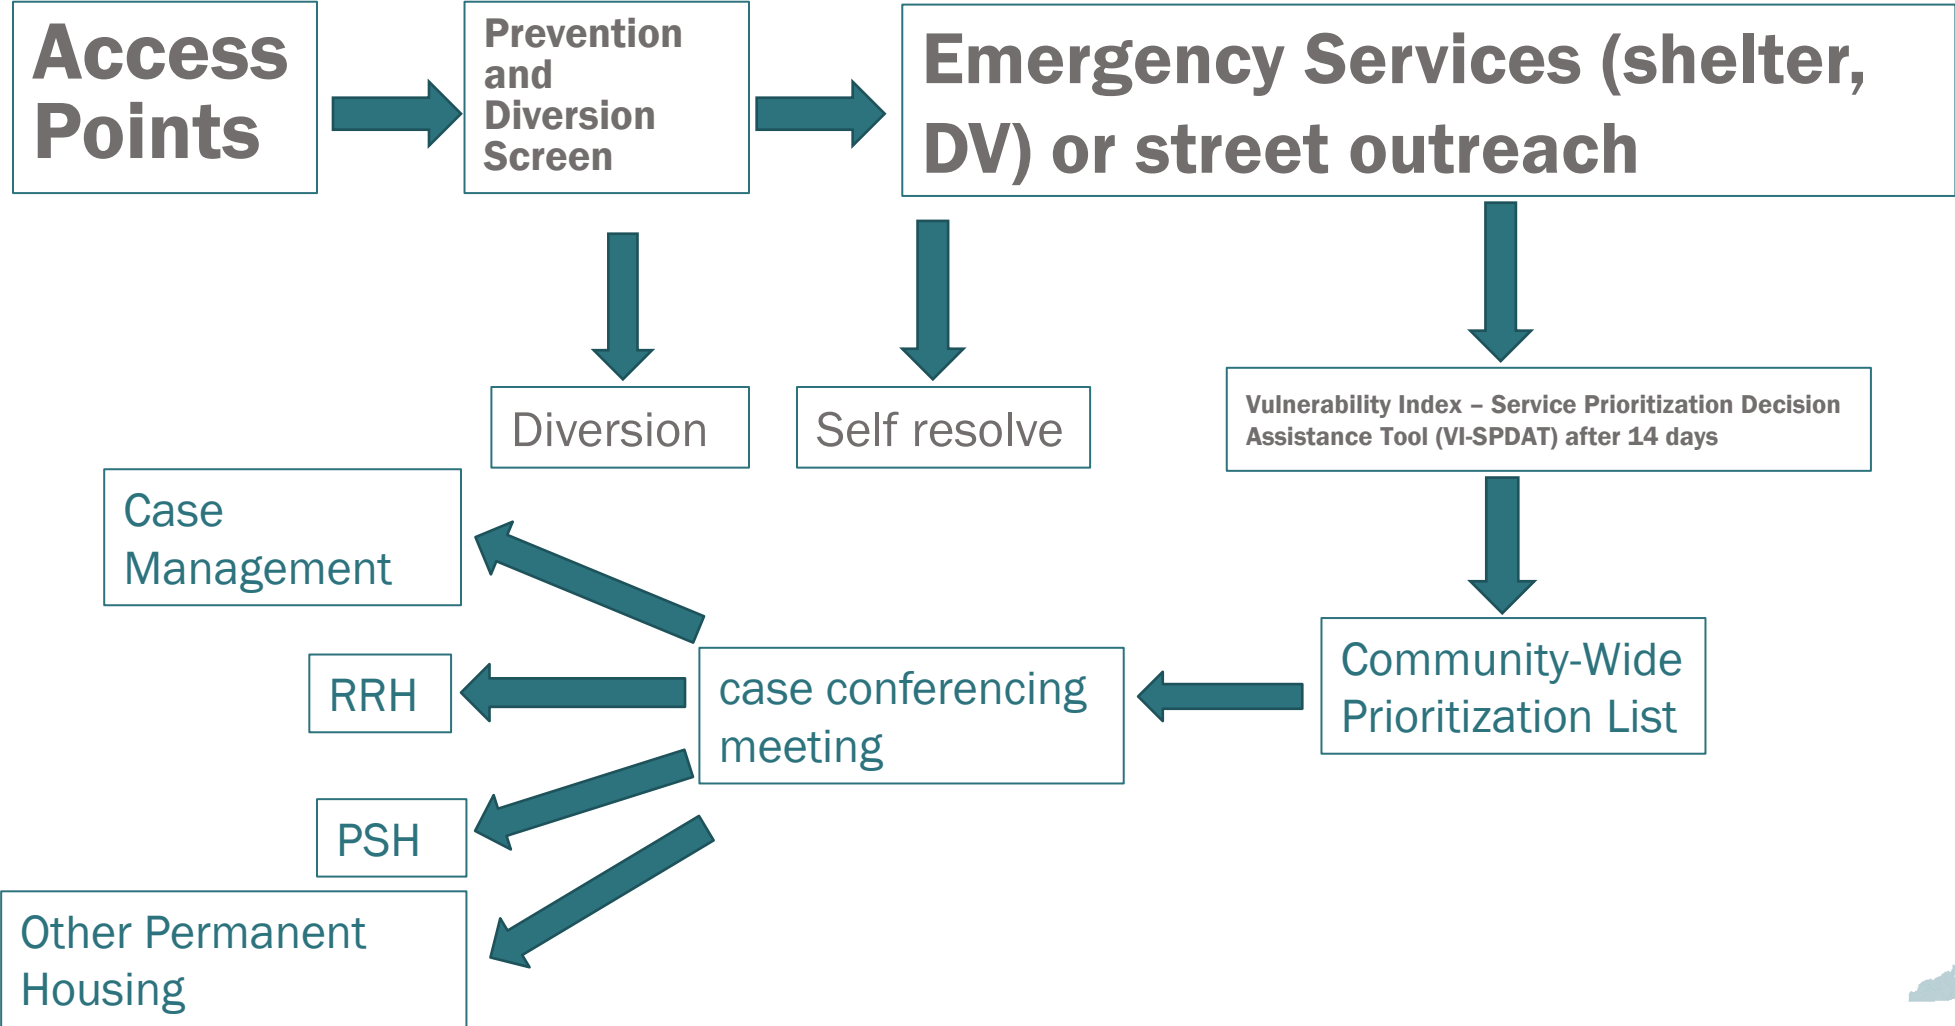 Access
Points
Prevention
and
Diversion
Screen
Emergency Services (shelter,
DV) or street outreach
Diversion
Self resolve
Vulnerability Index – Service Prioritization Decision
Assistance Tool (VI-SPDAT) after 14 days
Case
Management
RRH
case conferencing
meeting
Community-Wide
Prioritization List
PSH
Other Permanent
Housing